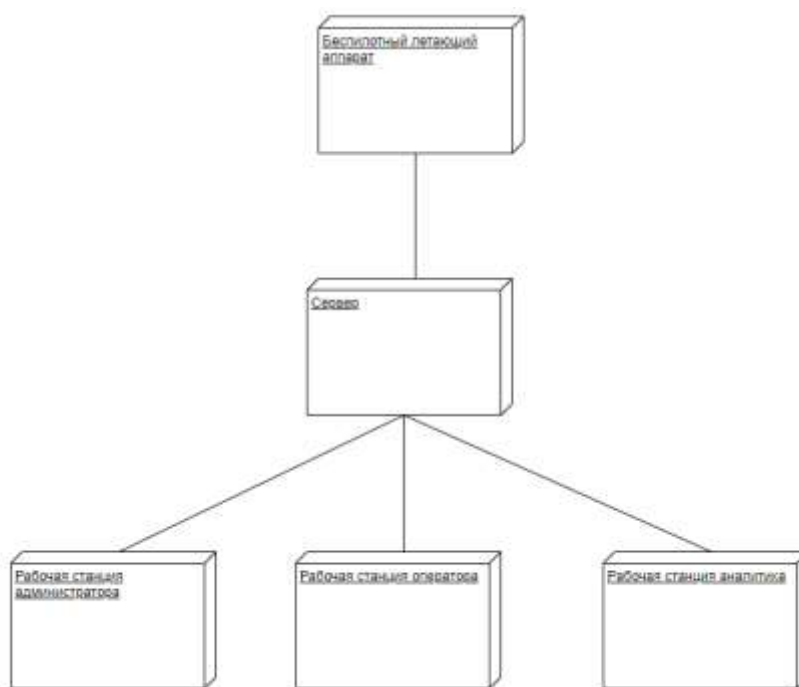 Беспилотный летающий
аппарат
Сервер
Рабочая станция
администратора
Рабочая станция оператора
Рабочая станция аналитика